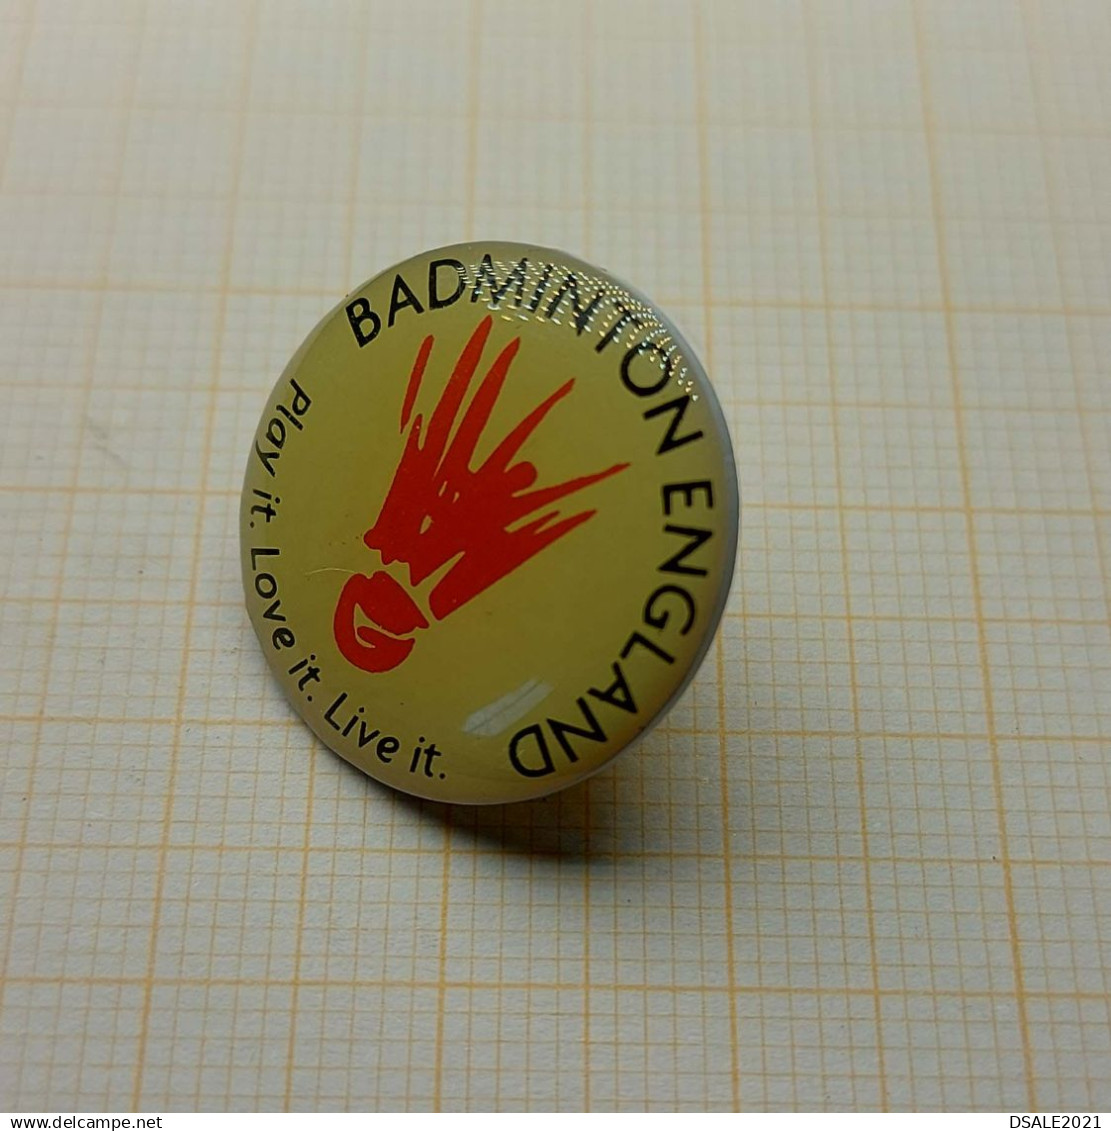 BADMINTON ENGLAND
Play it. Love it. Live it.
www.delcampe.net
DSALE2021